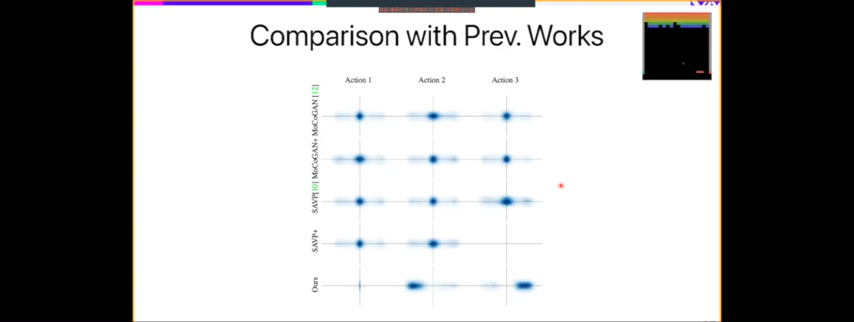 Comparison with Prev. Works
Action 1 Action 2 Action 3
MoCoGAN [12]
MoCoGAN+
SAVP[10]
SAVP+
Ours